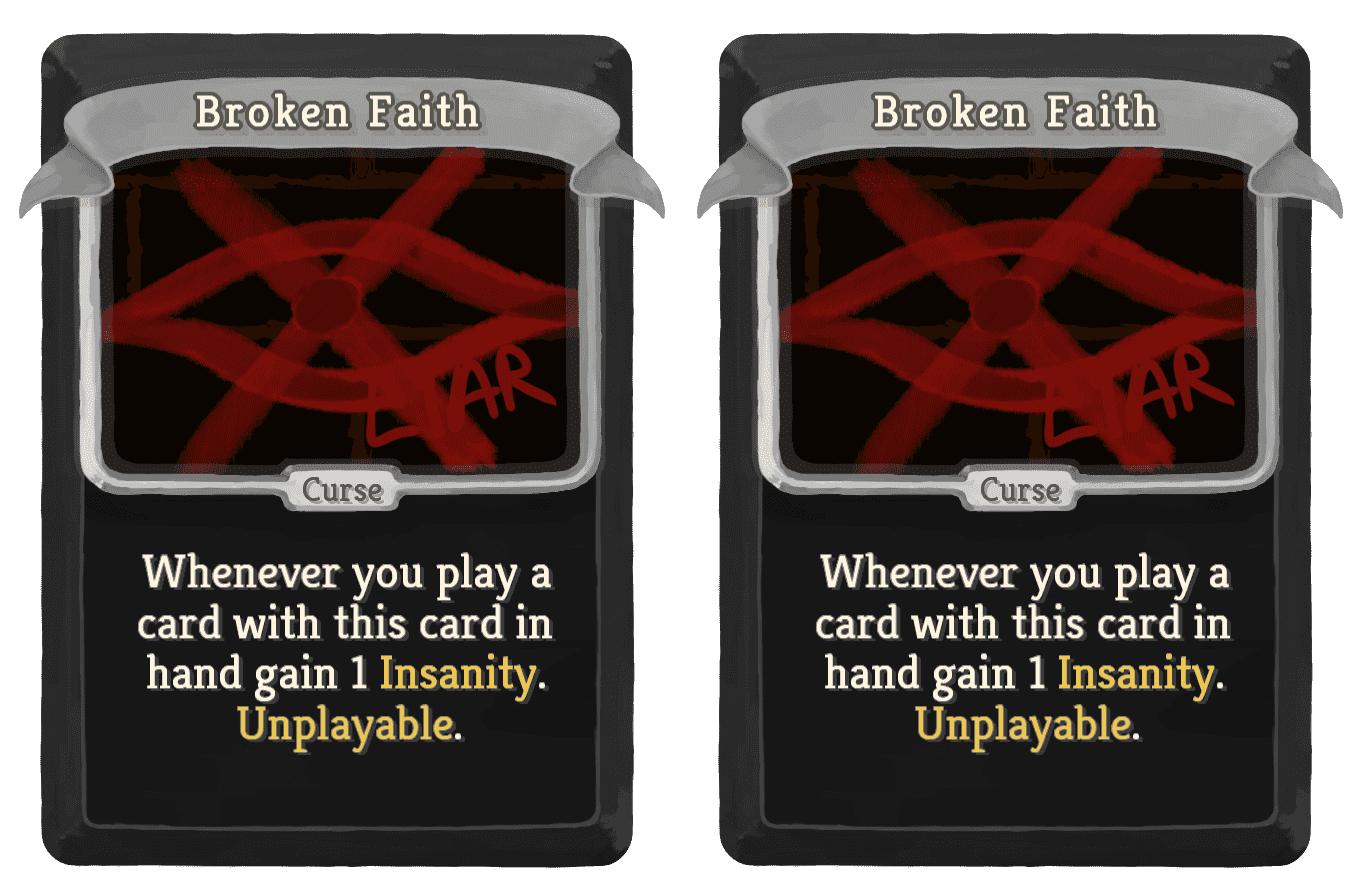 Broken Faith
LIAR
Curse
Whenever you play a
card with this card in
hand gain 1 Insanity.
Unplayable.
Broken Faith
LIAR
Curse
Whenever you play a
card with this card in
hand gain 1 Insanity.
Unplayable.